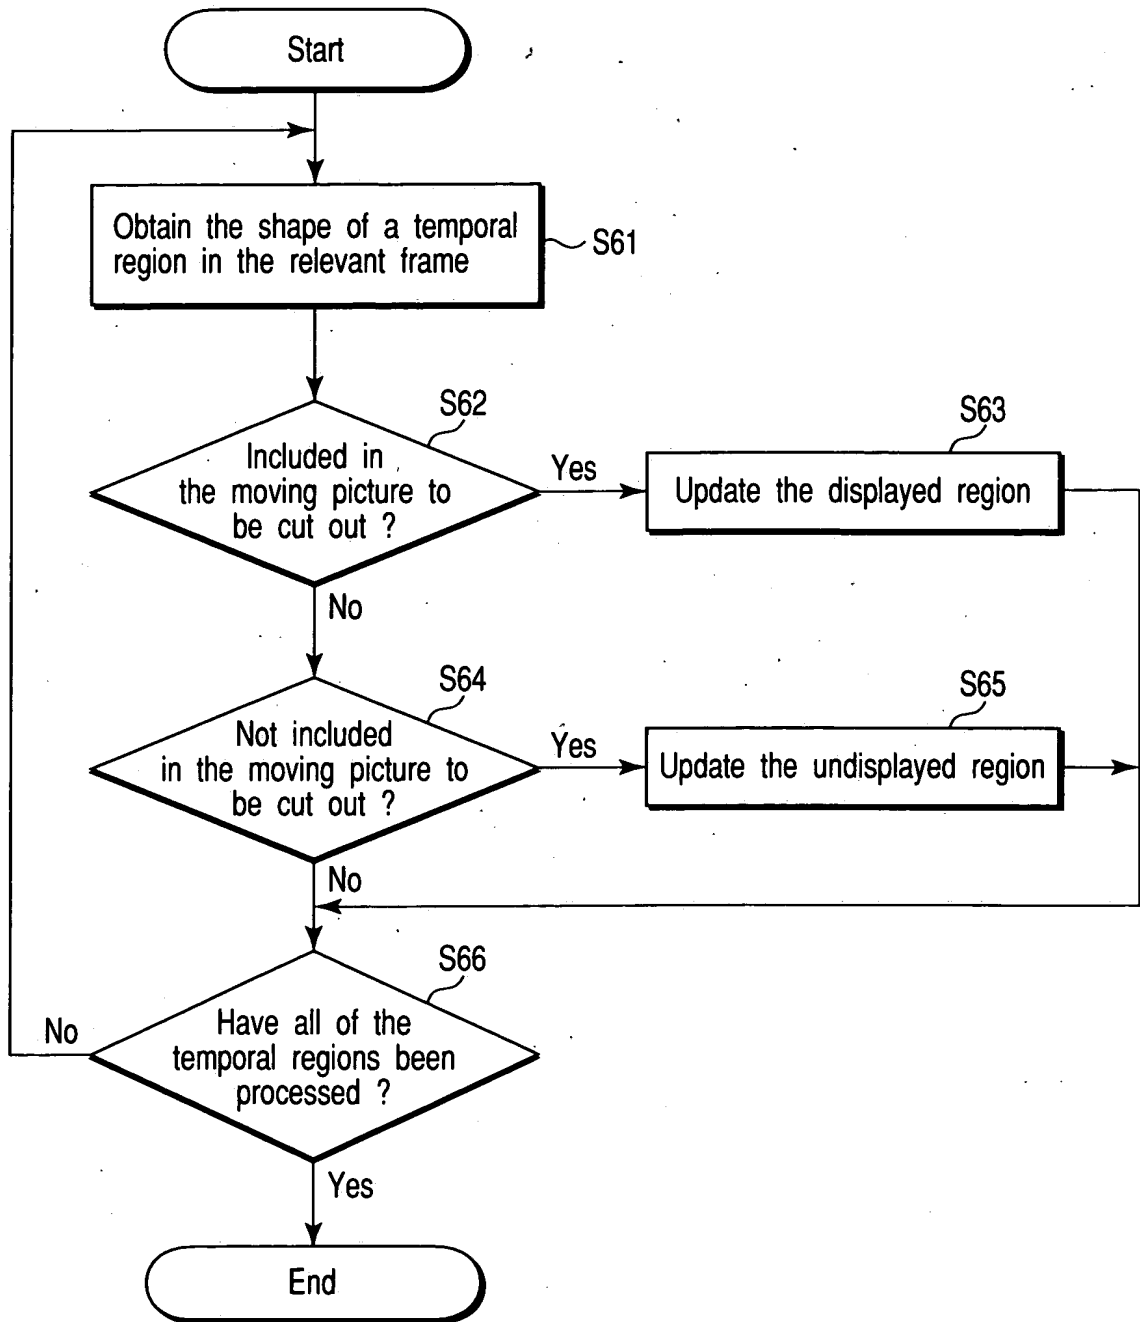 Start
Obtain the shape of a temporal
region in the relevant frame
S61
S62
Included in
the moving picture to
be cut out ?
Yes
No
S63
Update the displayed region
S64
Not included
in the moving picture to
be cut out ?
Yes
No
S65
Update the undisplayed region
S66
Have all of the
temporal regions been
processed ?
No
Yes
End